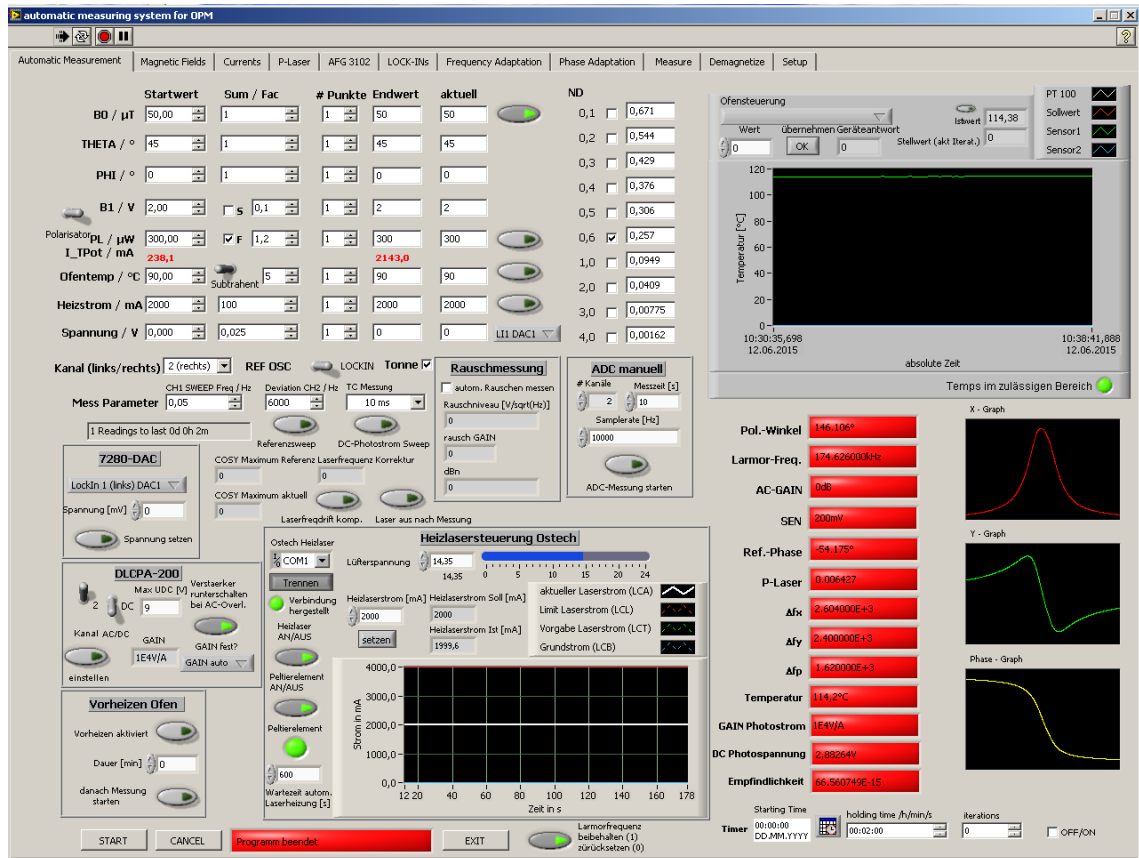 automatic measuring system for OPM
Automatic Measurement Magnetic Fields Currents P-Laser AFG 3102 LOCK-INs Frequency Adaptation Phase Adaptation Measure Demagnetize Setup
Startwert Sum / Fac # Punkte Endwert aktuell
B0 / µT 50,00 1 1 50 50
THETA / ° 45 1 1 45 45
PHI / ° 0 1 1 0 0
B1 / V 2,00 S 0,1 1 2 2
Polarisator
PL / µW 300,00 F 1,2 1 300 300
I_TPot / mA 238,1 2143,0
Ofentemp / °C 90,00 Subtrahent 5 1 90 90
Heizstrom / mA 2000 100 1 2000 2000
Spannung / V 0,000 0,025 1 0 0 LI1 DAC1
ND
0,1 0,671
0,2 0,544
0,3 0,429
0,4 0,376
0,5 0,306
0,6 0,257
1,0 0,0949
2,0 0,0409
3,0 0,00775
4,0 0,00162
Ofensteuerung
Istwert 114,38
Wert übernehmen Geräteantwort
0 OK 0
Stellwert (akt Iterat.) 0
PT 100
Sollwert
Sensor1
Sensor2
Temperatur [°C]
120
100
80
60
40
20
0
10:30:35,698 10:38:41,888
12.06.2015 12.06.2015
absolute Zeit
Temps im zulässigen Bereich
Kanal (links/rechts) 2 (rechts) REF OSC LOCKIN Tonne
CH1 SWEEP Freq / Hz Deviation CH2 / Hz TC Messung
Mess Parameter 0,05 6000 10 ms
1 Readings to last 0d 0h 2m
Referenzsweep DC-Photostrom Sweep
7280-DAC
LockIn 1 (links) DAC1
Spannung [mV] 0
Spannung setzen
COSY Maximum Referenz Laserfrequenz Korrektur
0 0
COSY Maximum aktuell
0
Laserfreqdrift komp. Laser aus nach Messung
Rauschmessung
autom. Rauschen messen
Rauschniveau [V/sqrt(Hz)]
0
rausch GAIN
0
dBn
0
ADC manuell
# Kanäle Messzeit [s]
2 10
Samplerate [Hz]
10000
ADC-Messung starten
DLCPA-200
Max UDC [V]
2 DC 9
Verstaerker
runterschalten
bei AC-Overl.
Kanal AC/DC GAIN GAIN fest?
1E4V/A GAIN auto
einstellen
Vorheizen Ofen
Vorheizen aktiviert
Dauer [min] 0
danach Messung
starten
Heizlasersteuerung Ostech
Ostech Heizlaser
COM1
Trennen
Verbindung
hergestellt
Heizlaser
AN/AUS
Peltierelement
AN/AUS
Peltierelement
600
Wartezeit autom.
Laserheizung [s]
Lüfterspannung 14,35
14,35 0 5 10 15 20 24
Heizlaserstrom [mA] Heizlaserstrom Soll [mA]
2000 2000
setzen Heizlaserstrom Ist [mA]
1999,6
aktueller Laserstrom (LCA)
Limit Laserstrom (LCL)
Vorgabe Laserstrom (LCT)
Grundstrom (LCB)
Strom in mA
4000,0
3000,0
2000,0
1000,0
0,0
12 20 40 60 80 100 120 140 160 178
Zeit in s
Pol.-Winkel 146.106°
Larmor-Freq. 174.626000kHz
AC-GAIN 0dB
SEN 200mV
Ref.-Phase -54.175°
P-Laser 0.006427
Δfx 2.604000E+3
Δfy 2.400000E+3
Δfp 1.620000E+3
Temperatur 114,2°C
GAIN Photostrom 1E4V/A
DC Photospannung 2,88264V
Empfindlichkeit 66.560749E-15
X - Graph
Y - Graph
Phase - Graph
START CANCEL Programm beendet EXIT
Larmorfrequenz
beibehalten (1)
zürücksetzen (0)
Starting Time holding time /h/min/s iterations
Timer 00:00:00
DD.MM.YYYY 00:02:00 0 OFF/ON